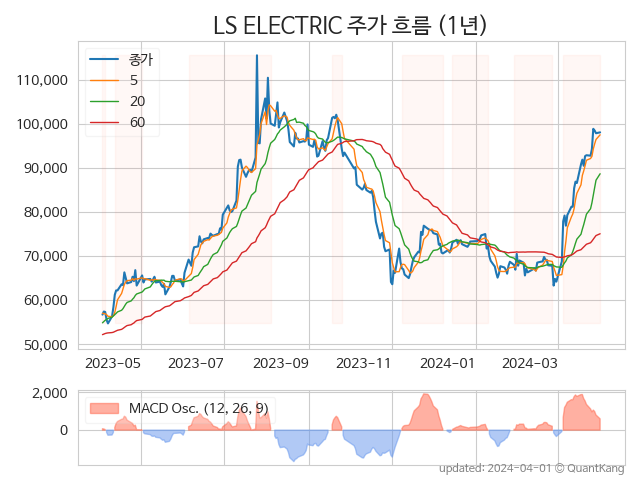 LS ELECTRIC 주가 흐름 (1년)
종가
5
20
60
110,000
100,000
90,000
80,000
70,000
60,000
50,000
2023-05 2023-07 2023-09 2023-11 2024-01 2024-03
2,000
0
MACD Osc. (12, 26, 9)
updated: 2024-04-01 © QuantKang